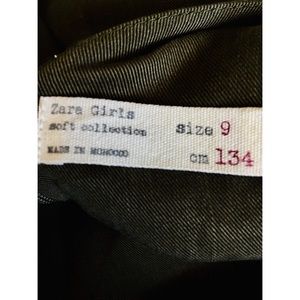 Zara Girls
soft collection
size 9
MADE IN MOROCCO
cm 134